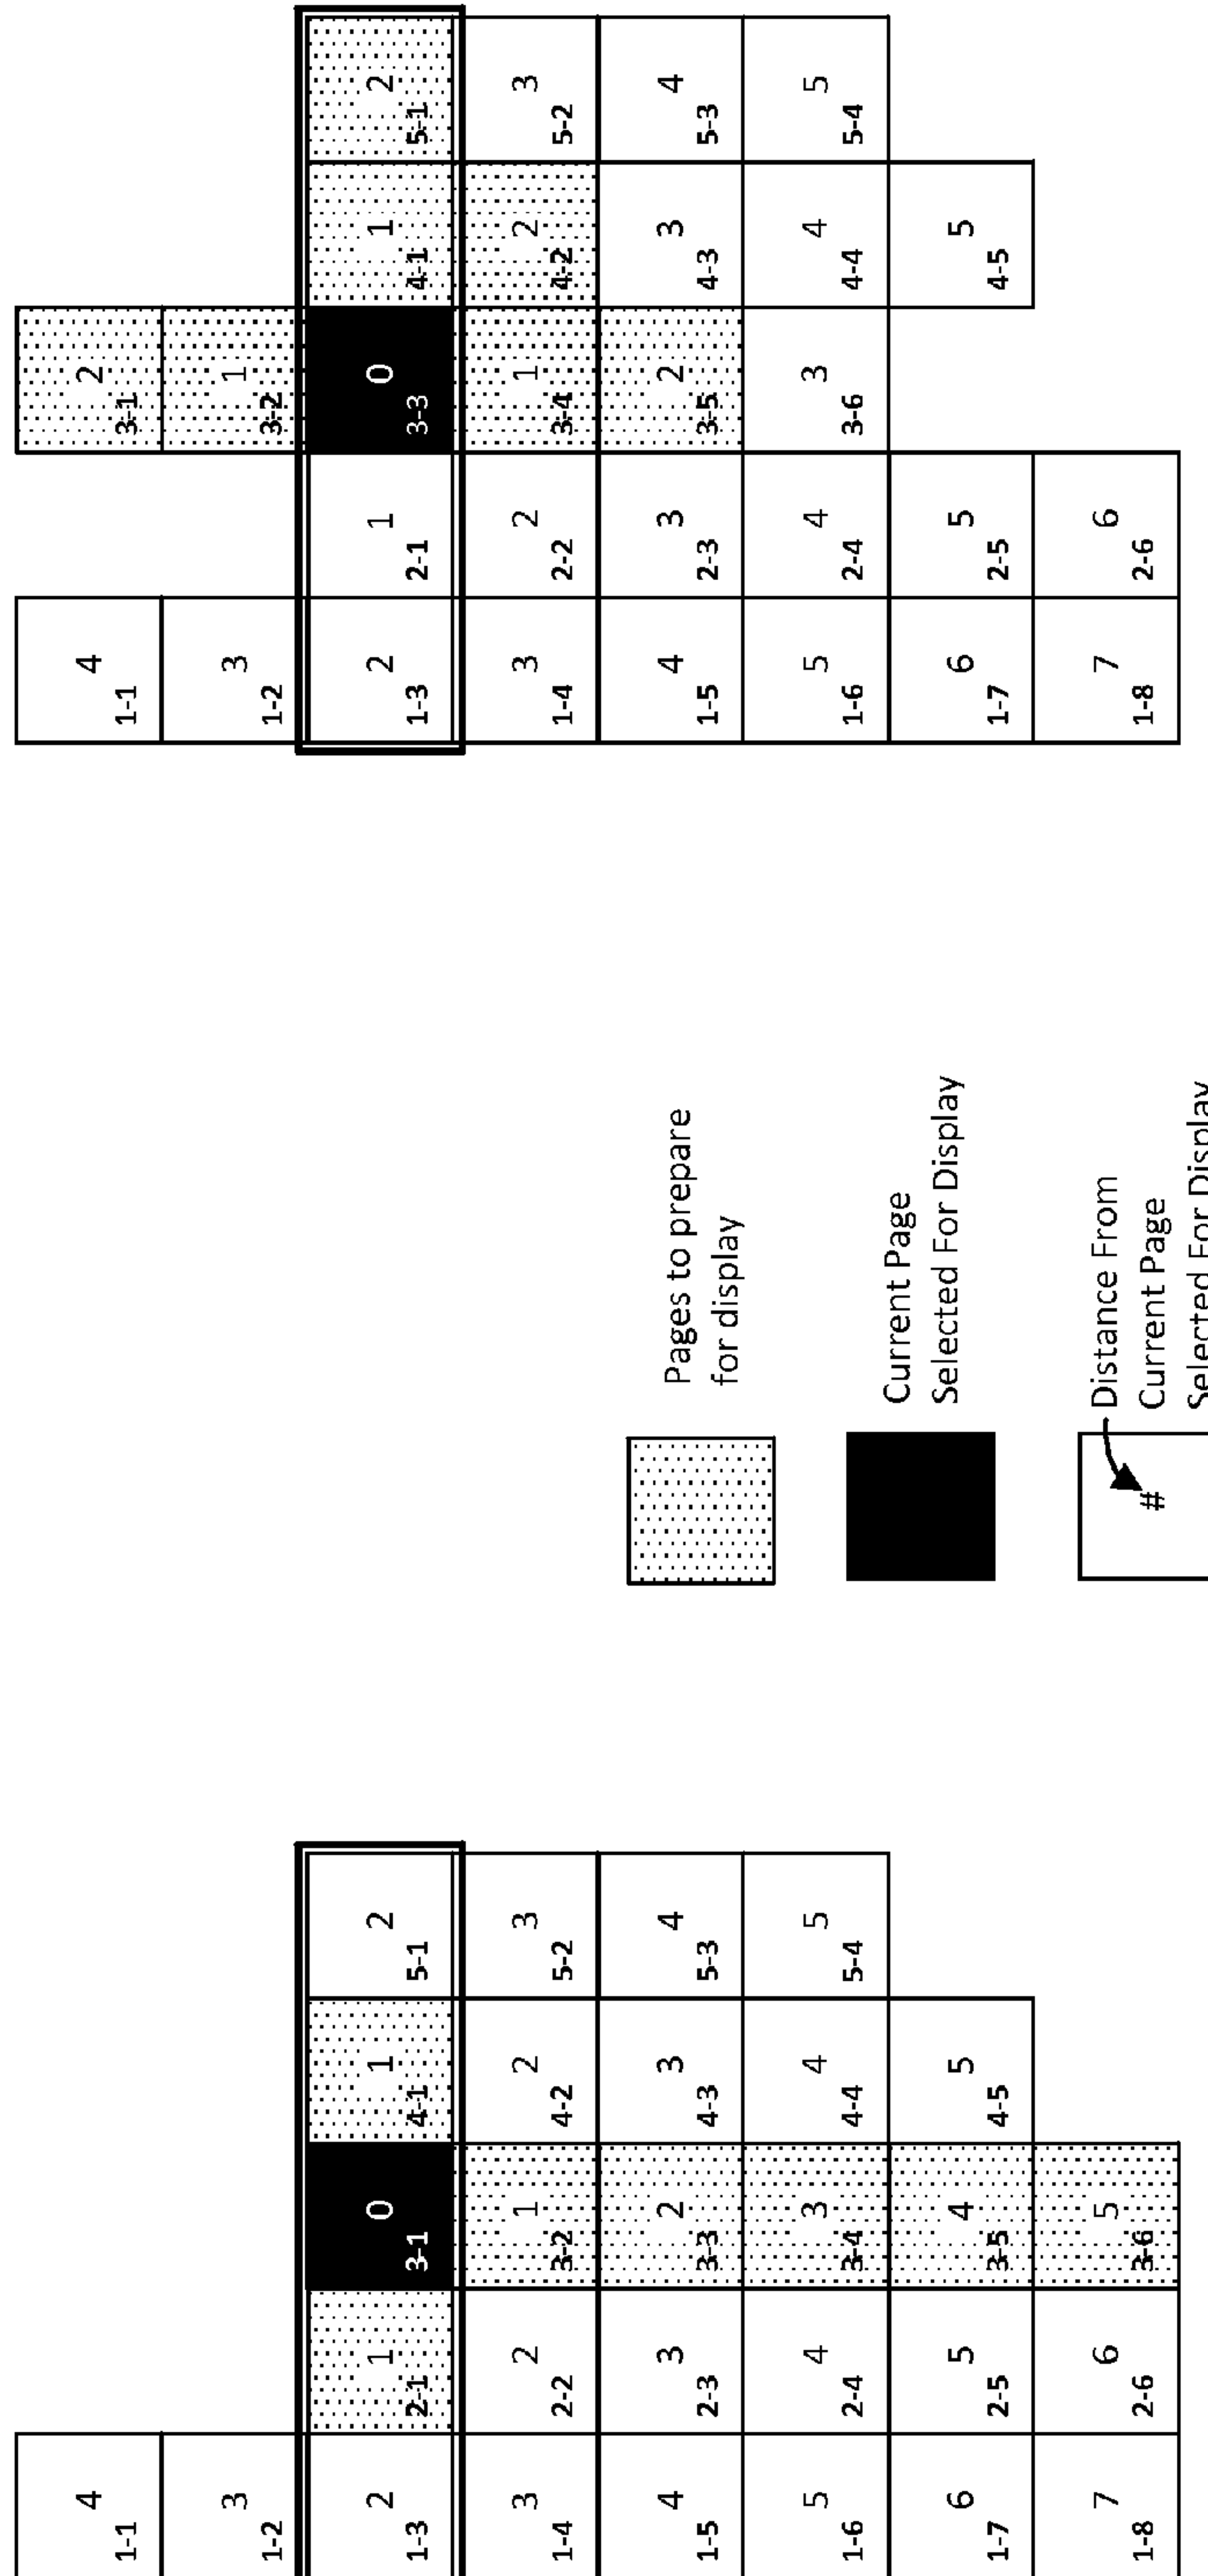 4
1-1
3
1-2
2 1 0 1 2
1-3 2-1 3-1 4-1 5-1
3 2 1 2 3
1-4 2-2 3-2 4-2 5-2
4 3 2 3 4
1-5 2-3 3-3 4-3 5-3
5 4 3 4 5
1-6 2-4 3-4 4-4 5-4
6 5 4 5
1-7 2-5 3-5 4-5
7 6 5
1-8 2-6 3-6
Pages to prepare
for display
Current Page
Selected For Display
Distance From
# Current Page
Selected For Display
4 2
1-1 3-1
3 1
1-2 3-2
2 1 0 1 2
1-3 2-1 3-3 4-1 5-1
3 2 1 2 3
1-4 2-2 3-4 4-2 5-2
4 3 2 3 4
1-5 2-3 3-5 4-3 5-3
5 4 3 4 5
1-6 2-4 3-6 4-4 5-4
6 5 5
1-7 2-5 4-5
7 6
1-8 2-6